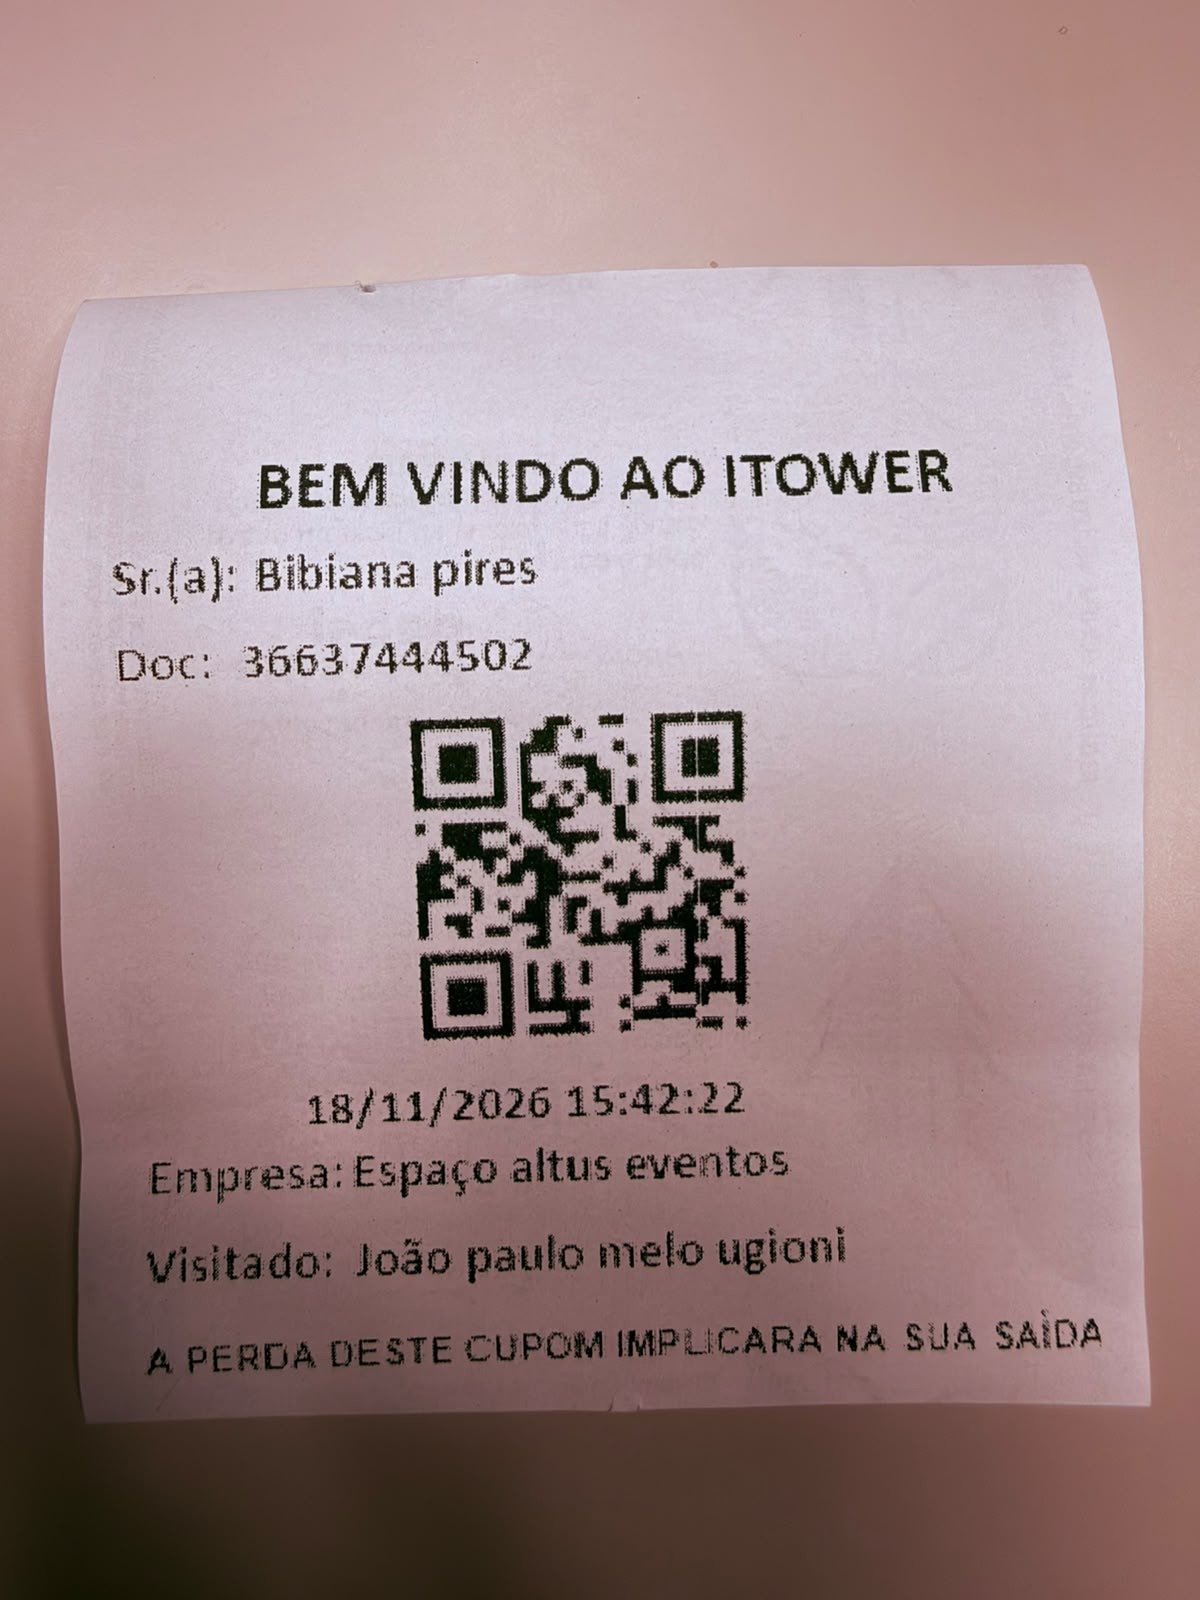 BEM VINDO AO ITOWER
Sr.(a): Bibiana pires
Doc: 36637444502
18/11/2026 15:42:22
Empresa: Espaço altus eventos
Visitado: João paulo melo ugioni
A PERDA DESTE CUPOM IMPLICARA NA SUA SAÍDA